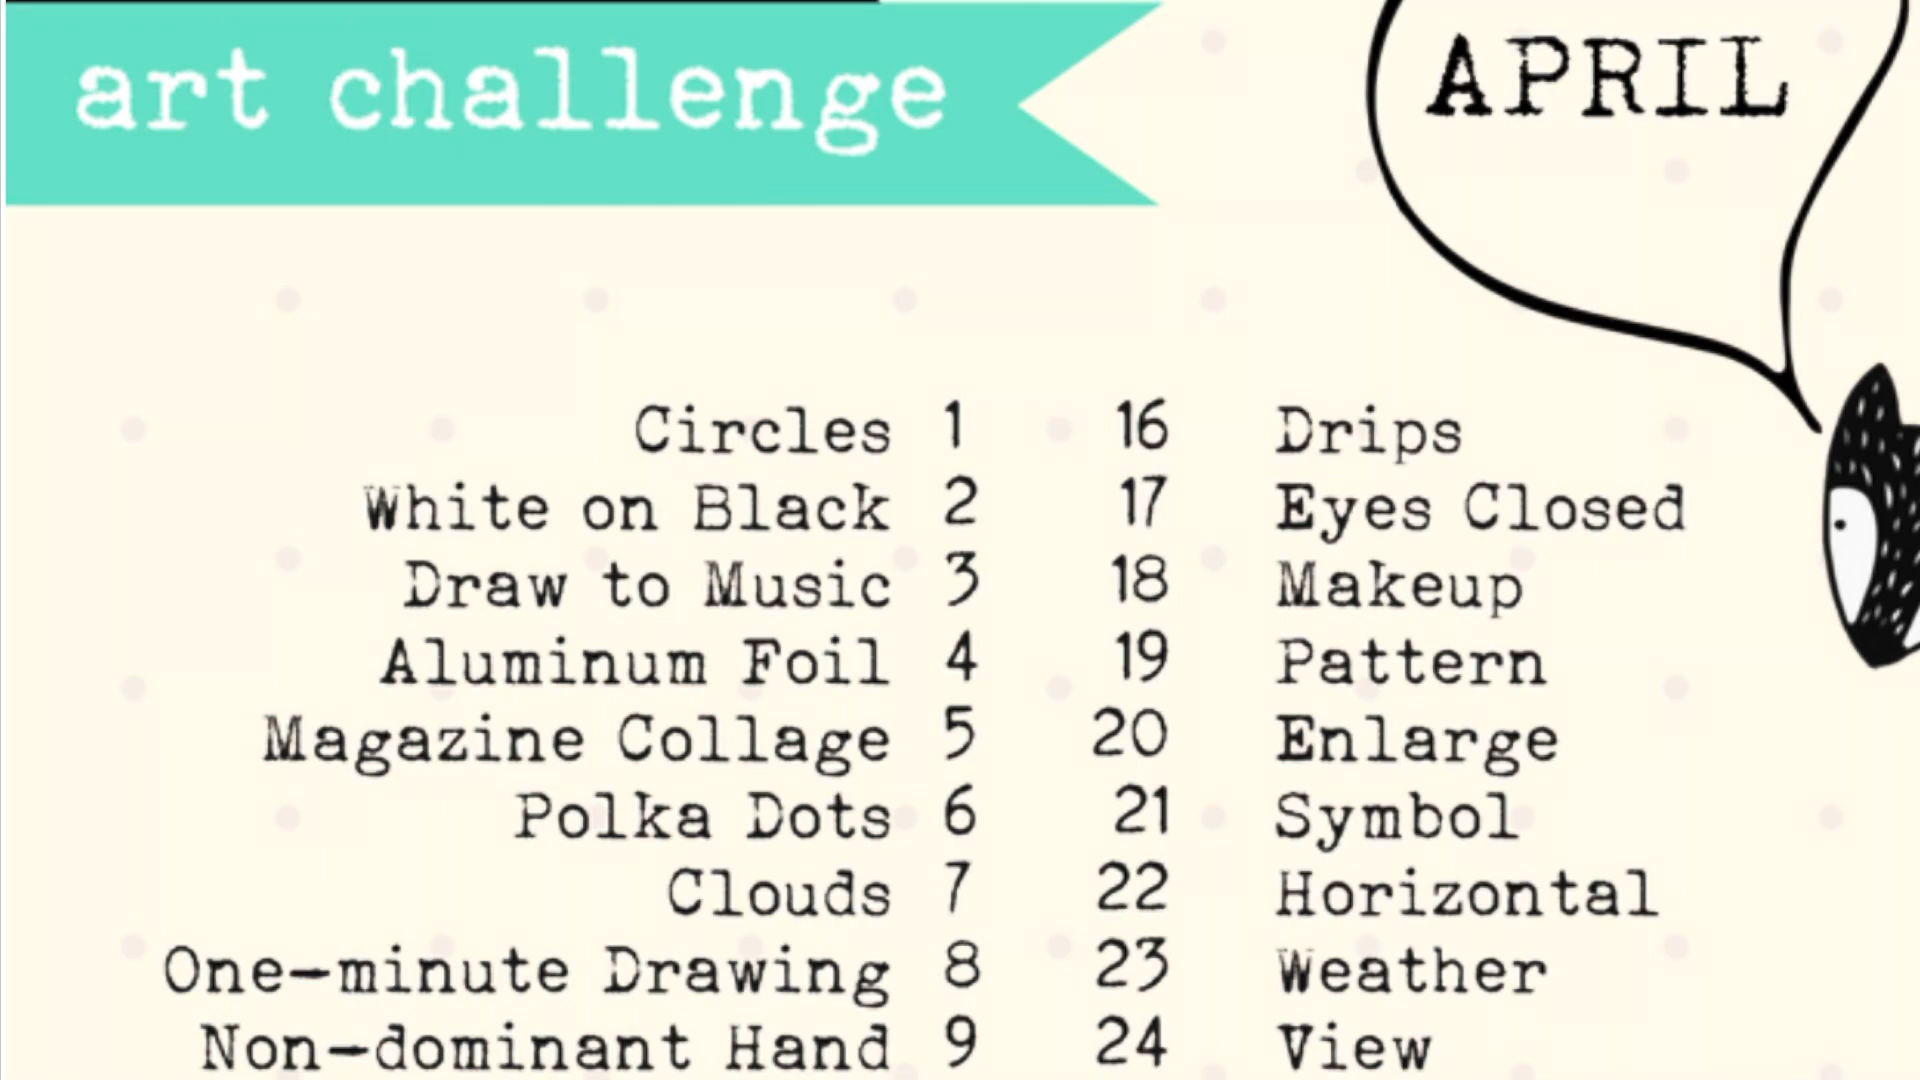 art challenge
APRIL
Circles 1 16 Drips
White on Black 2 17 Eyes Closed
Draw to Music 3 18 Makeup
Aluminum Foil 4 19 Pattern
Magazine Collage 5 20 Enlarge
Polka Dots 6 21 Symbol
Clouds 7 22 Horizontal
One-minute Drawing 8 23 Weather
Non-dominant Hand 9 24 View